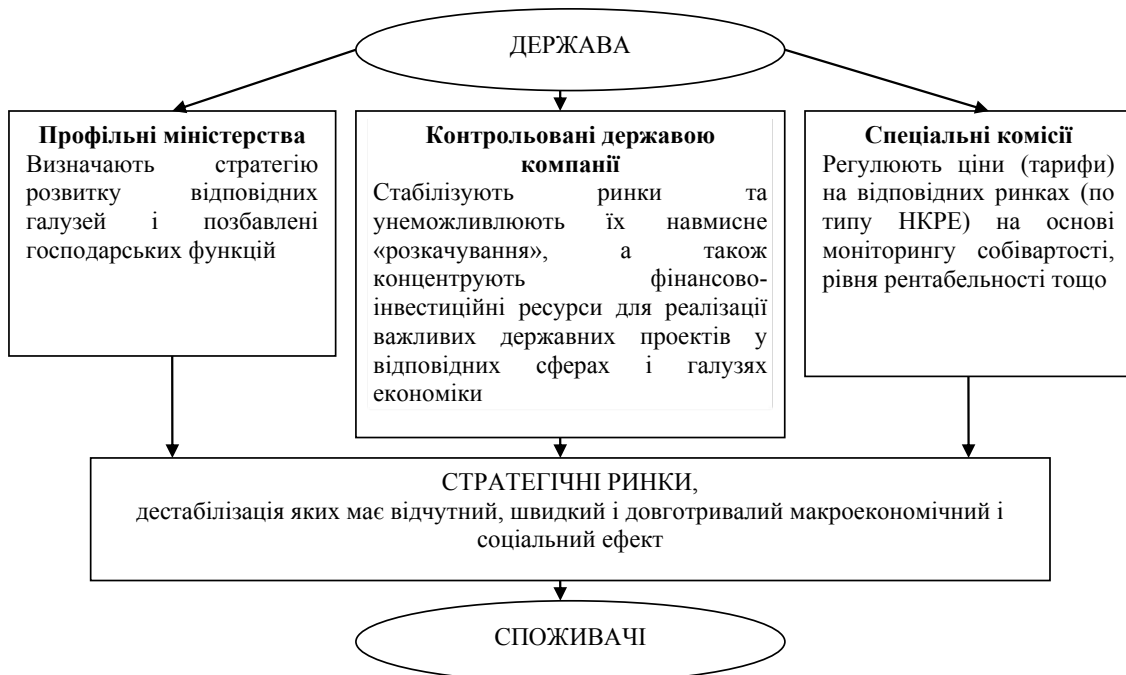 ДЕРЖАВА
Профільні міністерства
Визначають стратегію
розвитку відповідних
галузей і позбавлені
господарських функцій
Контрольовані державою
компанії
Стабілізують ринки та
унеможливлюють їх навмисне
«розкачування», а також
концентрують фінансово-
інвестиційні ресурси для реалізації
важливих державних проектів у
відповідних сферах і галузях
економіки
Спеціальні комісії
Регулюють ціни (тарифи)
на відповідних ринках (по
типу НКРЕ) на основі
моніторингу собівартості,
рівня рентабельності тощо
СТРАТЕГІЧНІ РИНКИ,
дестабілізація яких має відчутний, швидкий і довготривалий макроекономічний і
соціальний ефект
СПОЖИВАЧІ